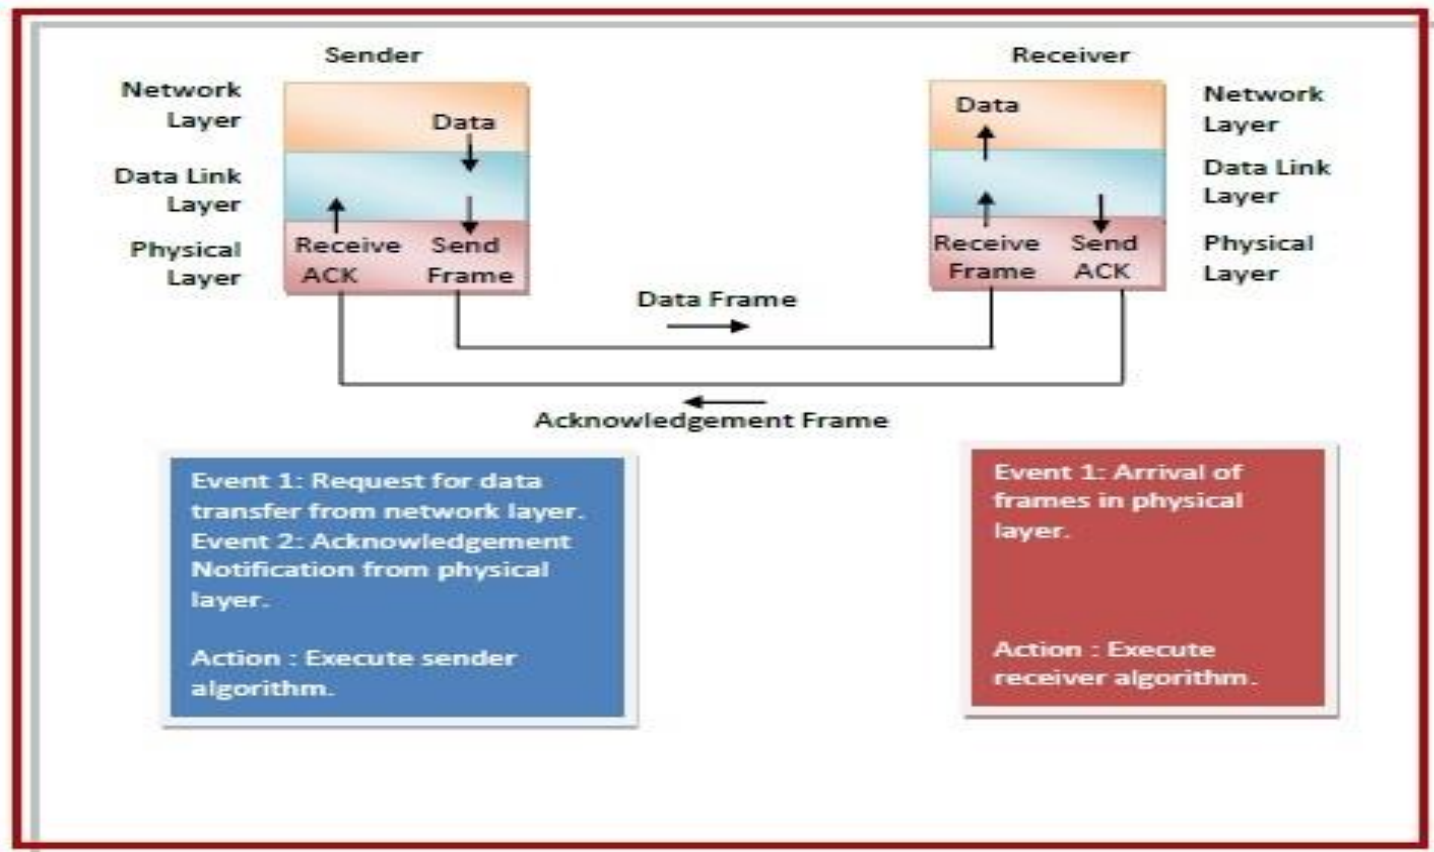 Sender
Network
Layer
Data
Data Link
Layer
Physical
Layer
Receive
ACK
Send
Frame
Receiver
Data
Network
Layer
Data Link
Layer
Receive
Frame
Send
ACK
Physical
Layer
Data Frame
Acknowledgement Frame
Event 1: Request for data
transfer from network layer.
Event 2: Acknowledgement
Notification from physical
layer.
Action : Execute sender
algorithm.
Event 1: Arrival of
frames in physical
layer.
Action : Execute
receiver algorithm.